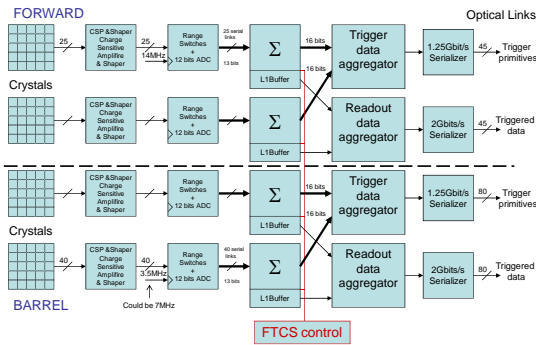 FORWARD
Optical Links
25
CSP &Shaper
Charge
Sensitive
Amplifire
& Shaper
25
14MHz
Range
Switches
+
12 bits ADC
25 serial
links
13 bits
Σ
L1Buffer
16 bits
16 bits
Trigger
data
aggregator
1.25Gbit/s
Serializer
45
Trigger
primitives
Crystals
CSP &Shaper
Charge
Sensitive
Amplifire
& Shaper
Range
Switches
+
12 bits ADC
Σ
L1Buffer
Readout
data
aggregator
2Gbits/s
Serializer
45
Triggered
data
CSP &Shaper
Charge
Sensitive
Amplifire
& Shaper
Range
Switches
+
12 bits ADC
Σ
L1Buffer
16 bits
16 bits
Trigger
data
aggregator
1.25Gbit/s
Serializer
80
Trigger
primitives
Crystals
40
CSP &Shaper
Charge
Sensitive
Amplifire
& Shaper
40
3.5MHz
Range
Switches
+
12 bits ADC
40 serial
links
13 bits
Σ
L1Buffer
Readout
data
aggregator
2Gbits/s
Serializer
80
Triggered
data
BARREL
Could be 7MHz
FTCS control